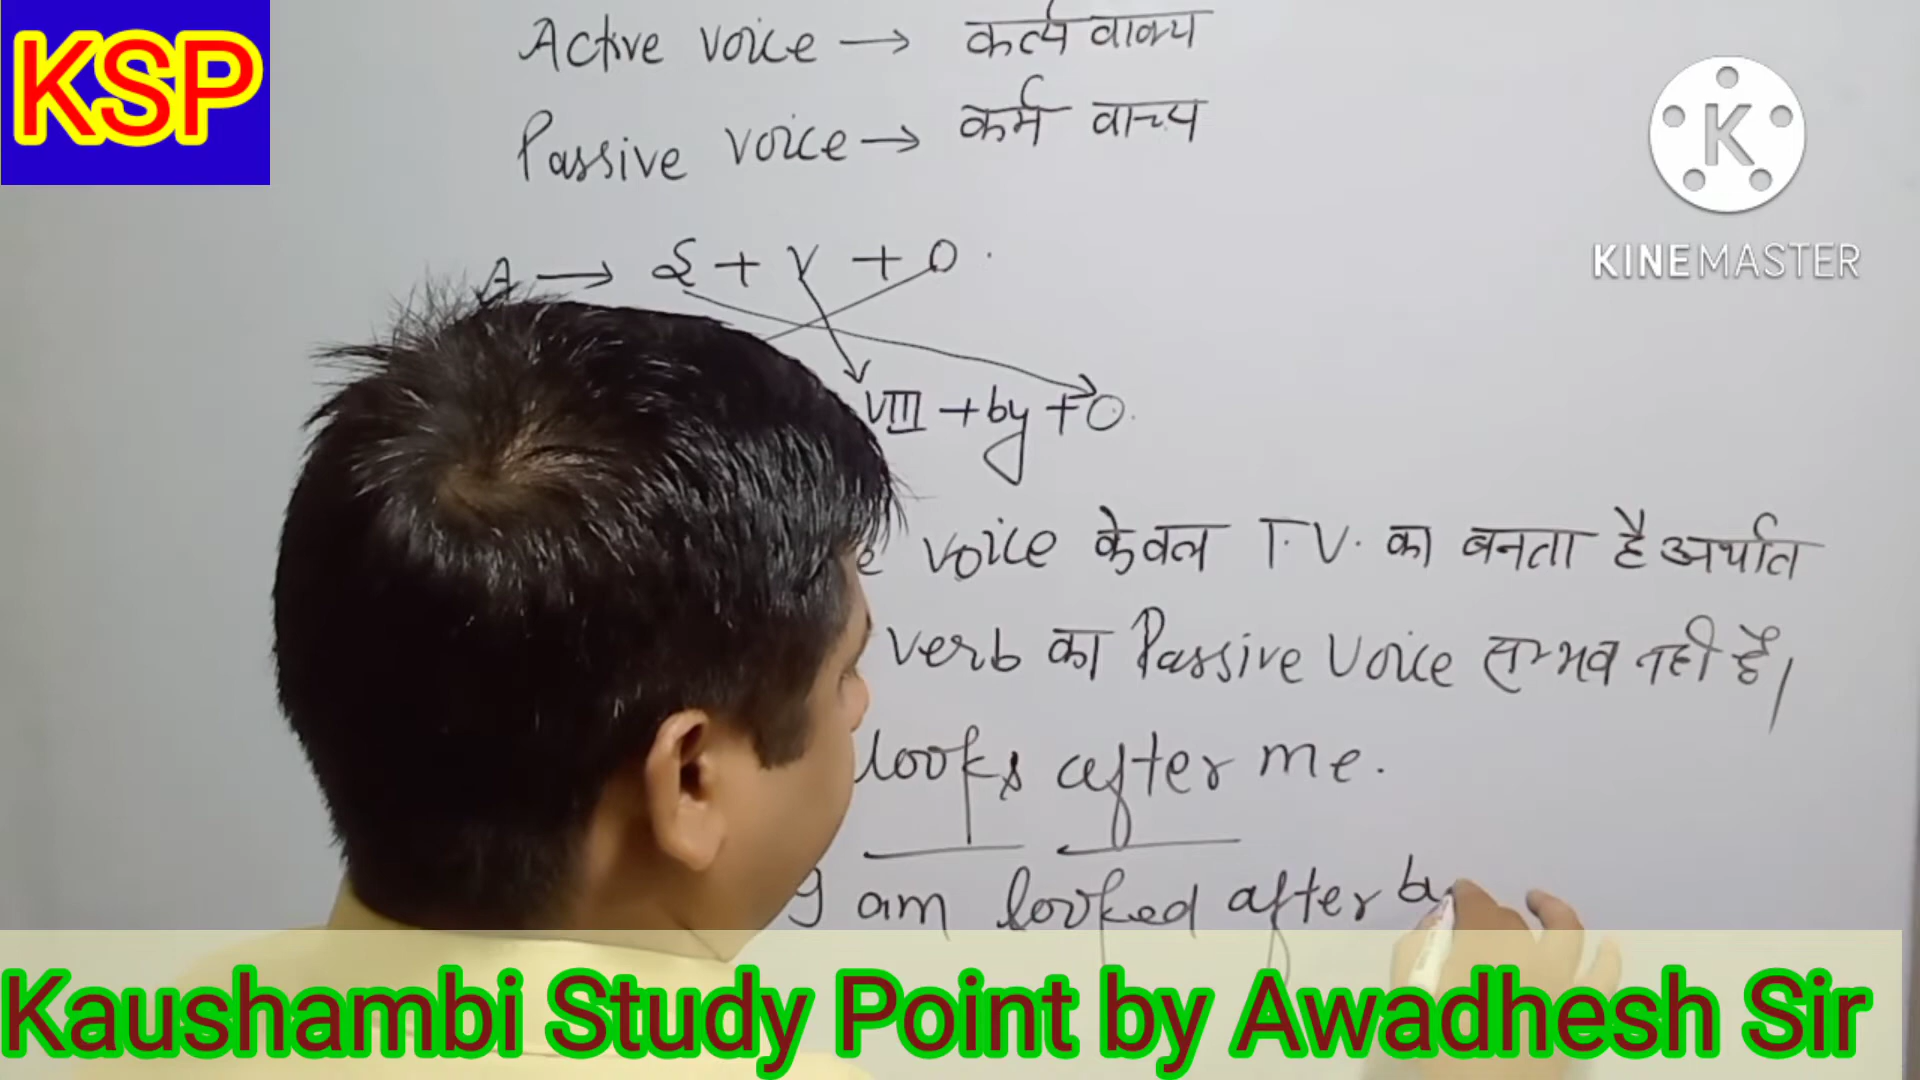 KSP
Active voice → कर्त्य वाक्य
Passive voice → कर्म वाच्य
K
KINEMASTER
A → S + V + O.
VIII + by + O.
voice केवल T.V. का बनता है अर्थात
verb का Passive Voice सम्भव नही है।
looks after me.
I am looked after by
Kaushambi Study Point by Awadhesh Sir